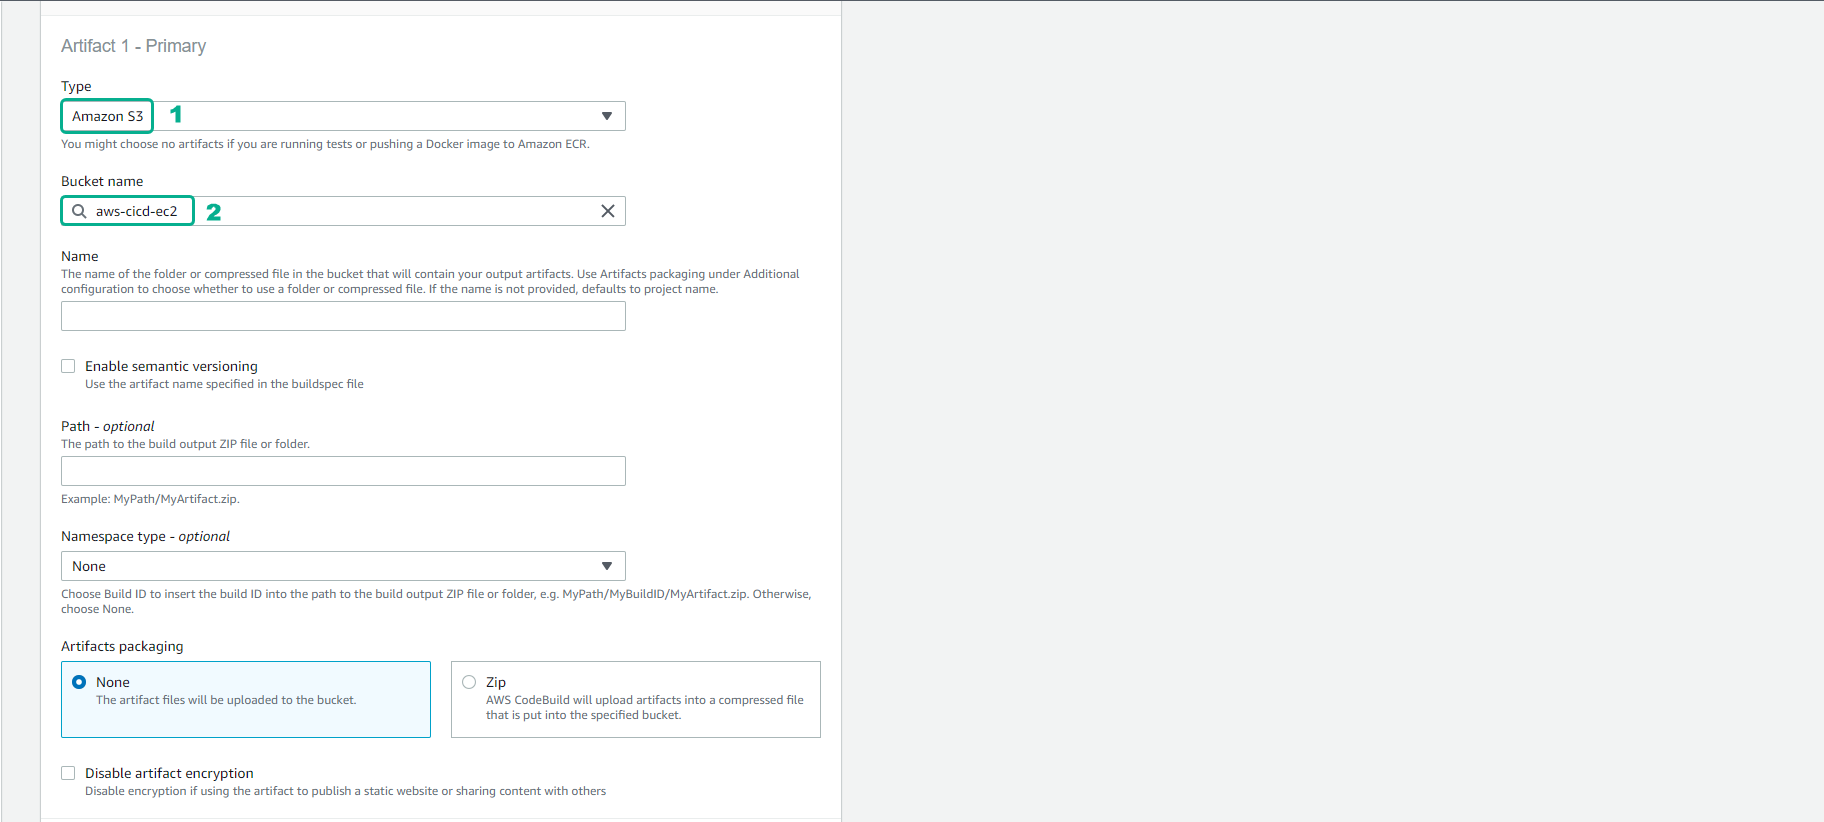 Artifact 1 - Primary
Type
Amazon S3
1
You might choose no artifacts if you are running tests or pushing a Docker image to Amazon ECR.
Bucket name
aws-cicd-ec2
2
Name
The name of the folder or compressed file in the bucket that will contain your output artifacts. Use Artifacts packaging under Additional
configuration to choose whether to use a folder or compressed file. If the name is not provided, defaults to project name.
Enable semantic versioning
Use the artifact name specified in the buildspec file
Path - optional
The path to the build output ZIP file or folder.
Example: MyPath/MyArtifact.zip.
Namespace type - optional
None
Choose Build ID to insert the build ID into the path to the build output ZIP file or folder, e.g. MyPath/MyBuildID/MyArtifact.zip. Otherwise,
choose None.
Artifacts packaging
None
The artifact files will be uploaded to the bucket.
Zip
AWS CodeBuild will upload artifacts into a compressed file
that is put into the specified bucket.
Disable artifact encryption
Disable encryption if using the artifact to publish a static website or sharing content with others